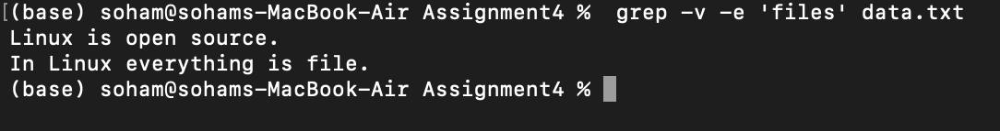 [(base) soham@sohams-MacBook-Air Assignment4 %  grep -v -e 'files' data.txt
Linux is open source.
In Linux everything is file.
(base) soham@sohams-MacBook-Air Assignment4 %